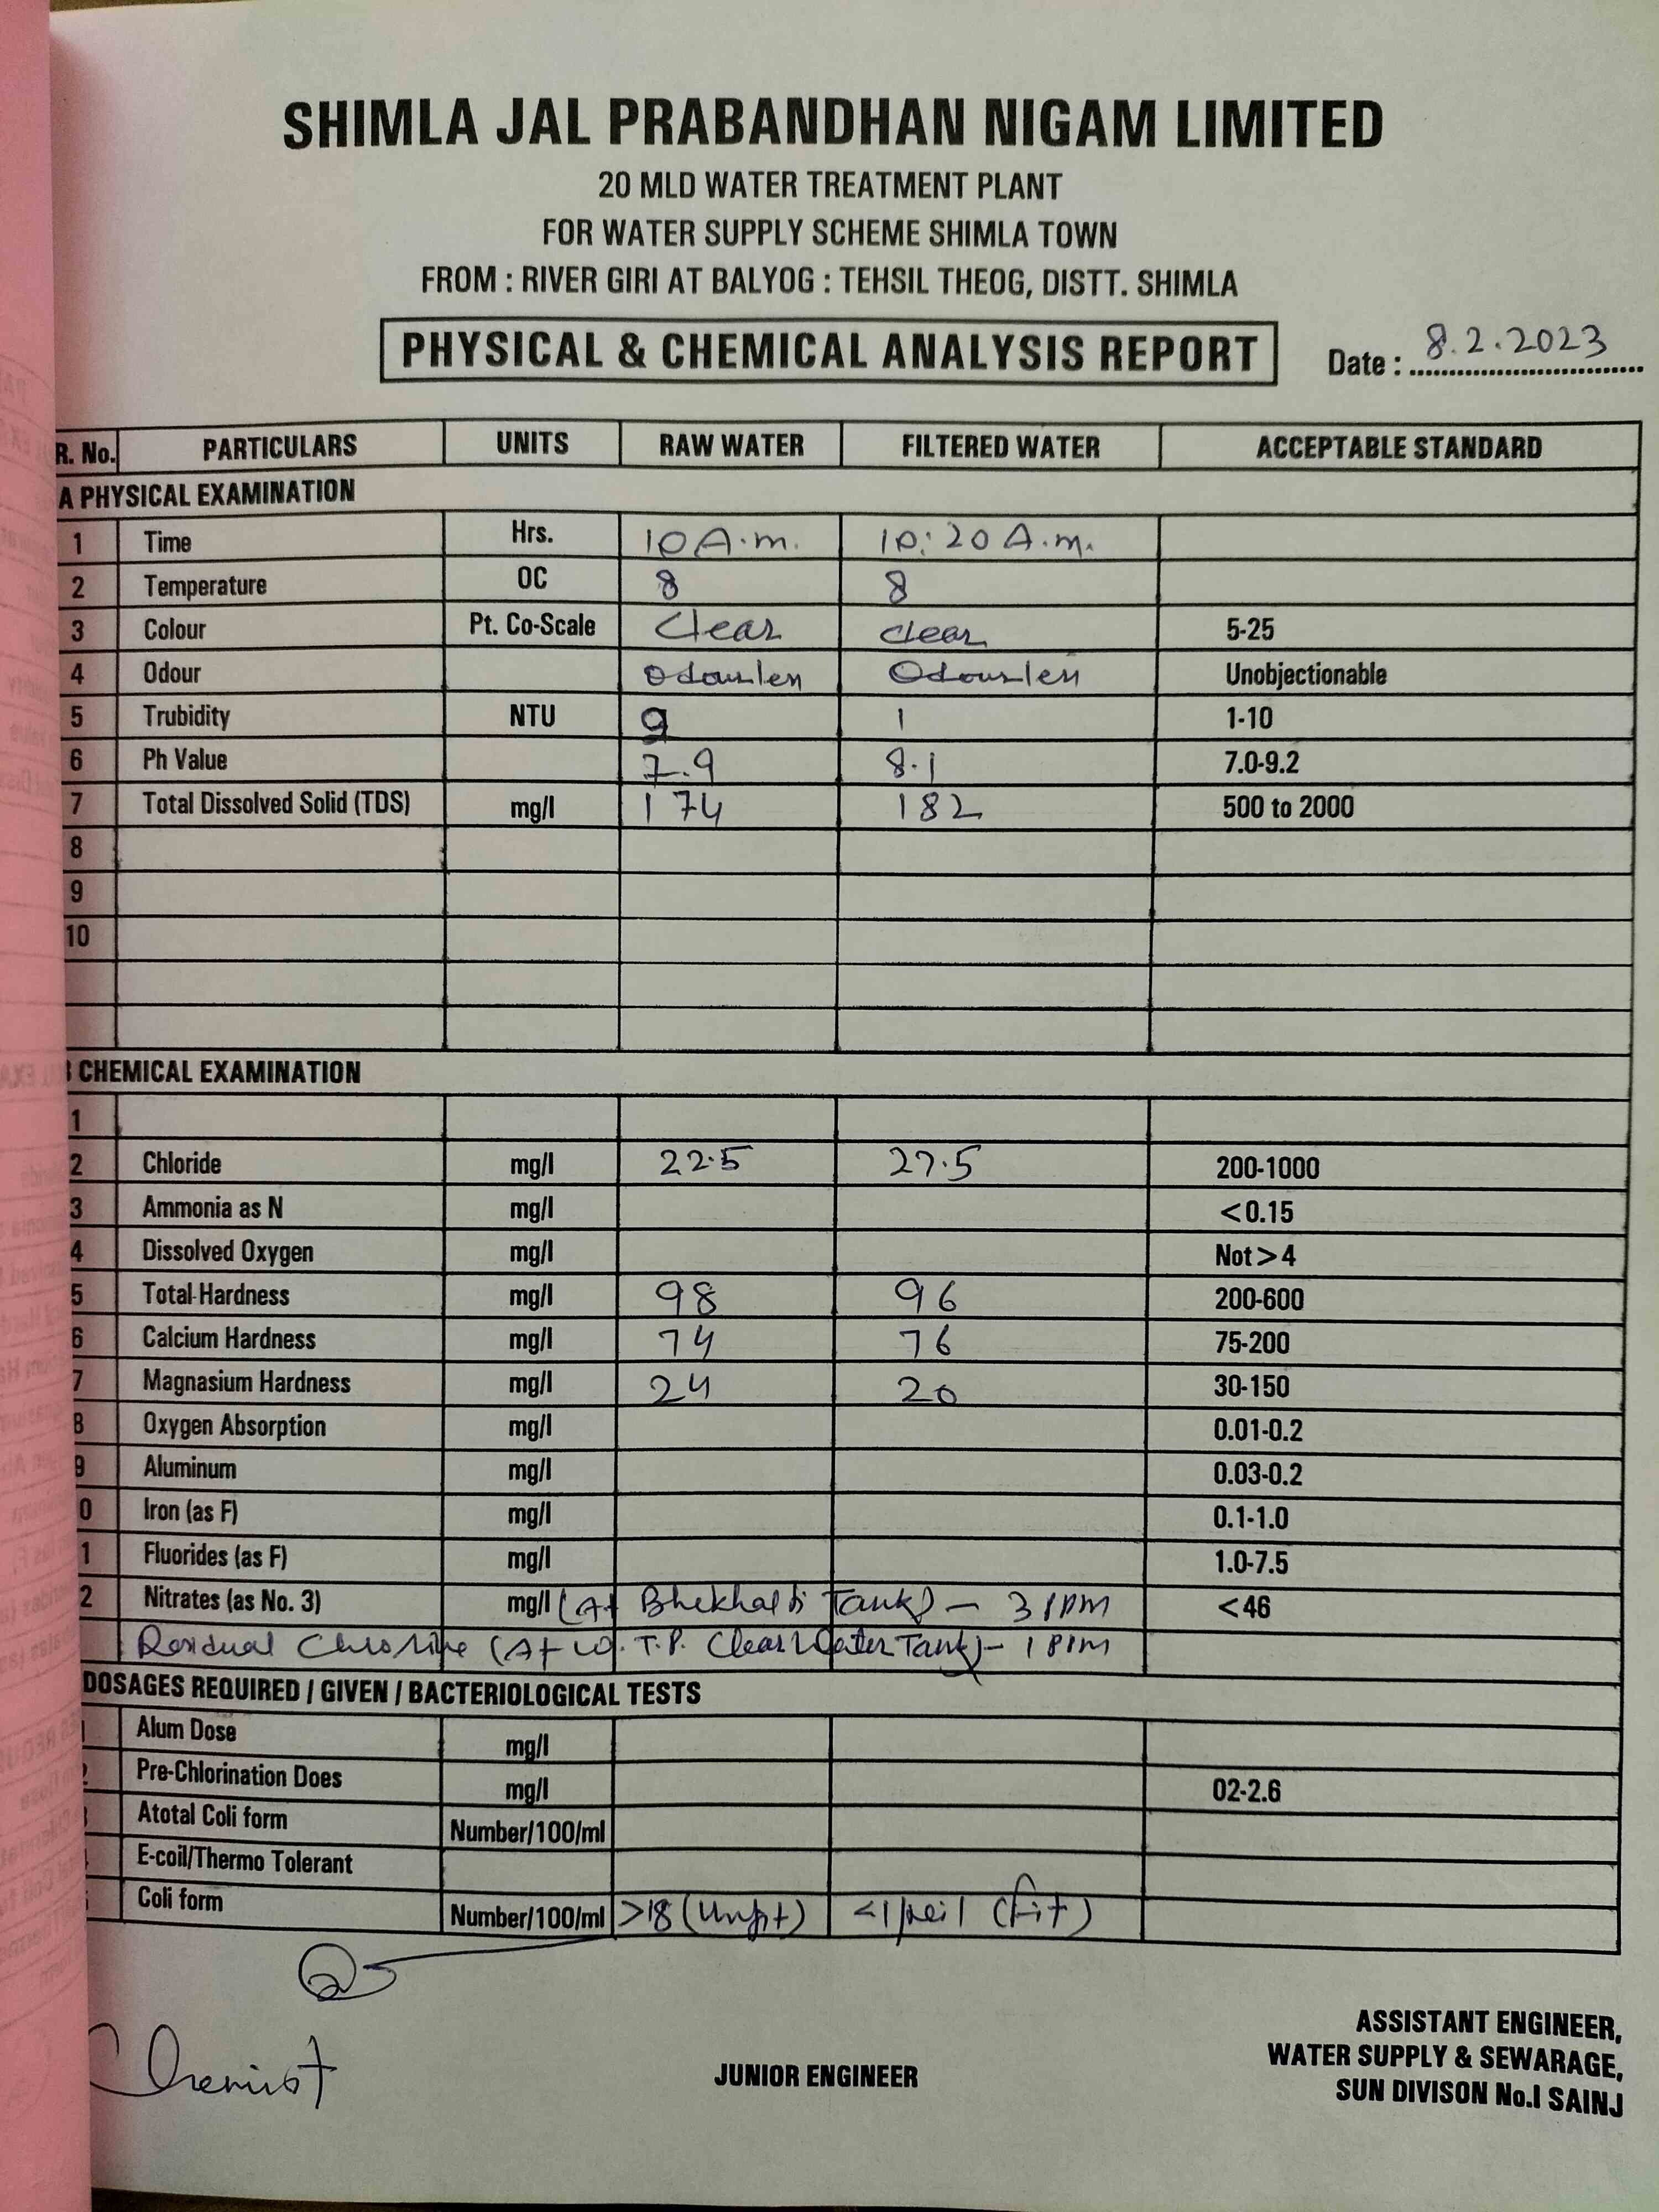 SHIMLA JAL PRABANDHAN NIGAM LIMITED
20 MLD WATER TREATMENT PLANT
FOR WATER SUPPLY SCHEME SHIMLA TOWN
FROM : RIVER GIRI AT BALYOG : TEHSIL THEOG, DISTT. SHIMLA
PHYSICAL & CHEMICAL ANALYSIS REPORT Date : 8.2.2023
R. No. PARTICULARS UNITS RAW WATER FILTERED WATER ACCEPTABLE STANDARD
A PHYSICAL EXAMINATION
1 Time Hrs. 10 A.m. 10:20 A.m.
2 Temperature OC 8 8
3 Colour Pt. Co-Scale Clear clear 5-25
4 Odour Odourless Odourless Unobjectionable
5 Trubidity NTU 9 1 1-10
6 Ph Value 7.9 8.1 7.0-9.2
7 Total Dissolved Solid (TDS) mg/l 174 182 500 to 2000
8
9
10
CHEMICAL EXAMINATION
1
2 Chloride mg/l 22.5 27.5 200-1000
3 Ammonia as N mg/l <0.15
4 Dissolved Oxygen mg/l Not > 4
5 Total Hardness mg/l 98 96 200-600
6 Calcium Hardness mg/l 74 76 75-200
7 Magnasium Hardness mg/l 24 20 30-150
8 Oxygen Absorption mg/l 0.01-0.2
9 Aluminum mg/l 0.03-0.2
0 Iron (as F) mg/l 0.1-1.0
1 Fluorides (as F) mg/l 1.0-7.5
2 Nitrates (as No. 3) mg/l (At Tank) - 3 PPM <46
Residual Chlorine (At W.T.P. Clear Water Tank) - 1 PPM
DOSAGES REQUIRED / GIVEN / BACTERIOLOGICAL TESTS
Alum Dose mg/l
Pre-Chlorination Does mg/l 02-2.6
Atotal Coli form Number/100/ml
E-coil/Thermo Tolerant
Coli form Number/100/ml >18 (Unfit) <1/ (fit)
Chemist
JUNIOR ENGINEER
ASSISTANT ENGINEER,
WATER SUPPLY & SEWARAGE,
SUN DIVISON No.I SAINJ